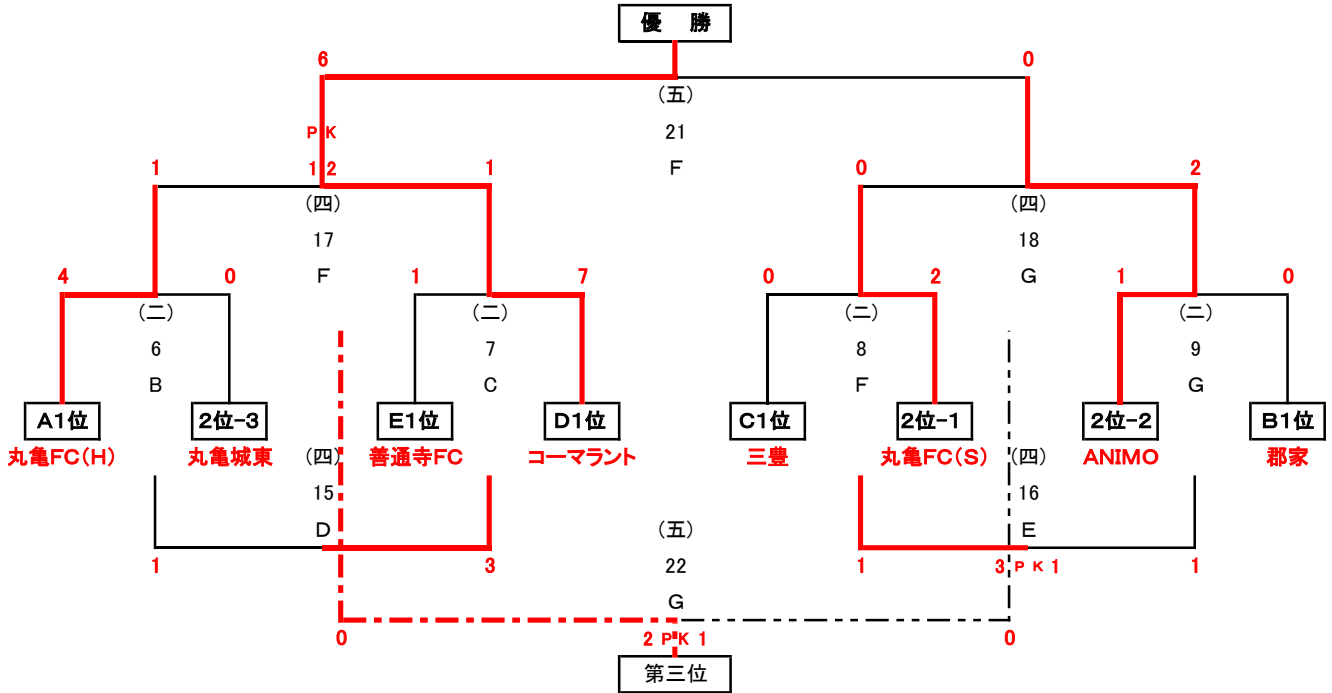 優 勝
6 0
(五)
PK 21
1 12 1 F 0 2
(四) (四)
17 18
4 0 F 1 7 0 2 G 1 0
(二) (二) (二) (二)
6 7 8 9
B C F G
A1位 2位-3 E1位 D1位 C1位 2位-1 2位-2 B1位
丸亀FC(H) 丸亀城東 (四) 善通寺FC コーマラント 三豊 丸亀FC(S) (四) ANIMO 郡家
15 16
D (五) E
1 3 22 1 3 PK 1 1
G
0 2 PK 1 0
第三位